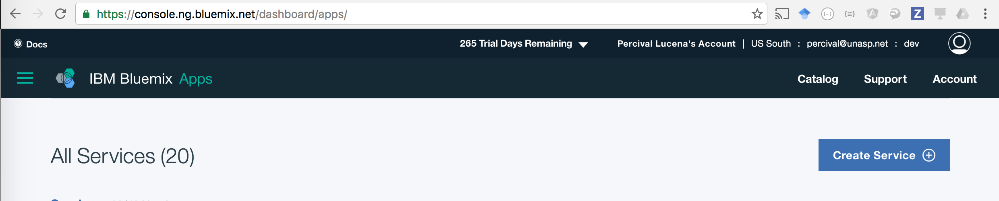 https://console.ng.bluemix.net/dashboard/apps/
Docs 265 Trial Days Remaining Percival Lucena's Account | US South : percival@unasp.net : dev
IBM Bluemix Apps Catalog Support Account
All Services (20) Create Service